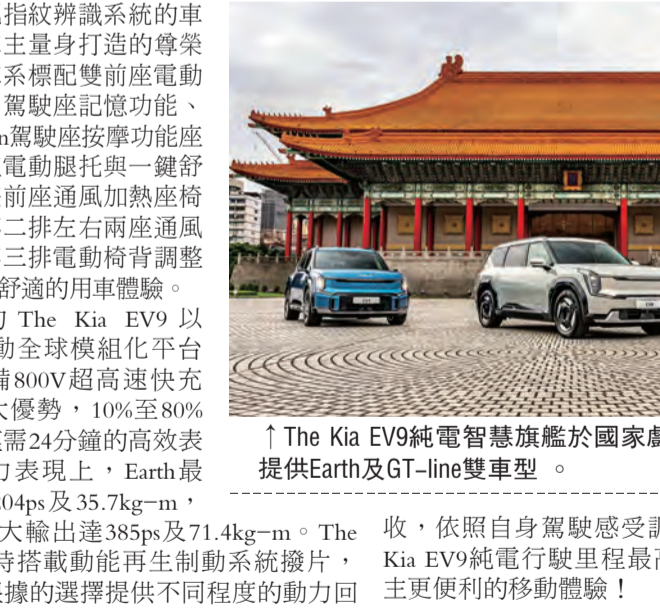 指紋辨識系統的車
主量身打造的尊榮
系標配雙前座電動
駕駛座記憶功能、
駕駛座按摩功能座
電動腿托與一鍵舒
前座通風加熱座椅
二排左右兩座通風
三排電動椅背調整
舒適的用車體驗。
The Kia EV9 以
動全球模組化平台
備800V超高速快充
大優勢，10%至80%
需24分鐘的高效表
力表現上，Earth最
204ps及35.7kg-m，
大輸出達385ps及71.4kg-m。The
時搭載動能再生制動系統撥片，
據的選擇提供不同程度的動力回
↑The Kia EV9純電智慧旗艦於國家戲
提供Earth及GT-line雙車型 。
收，依照自身駕駛感受調
Kia EV9純電行駛里程最高
主更便利的移動體驗！